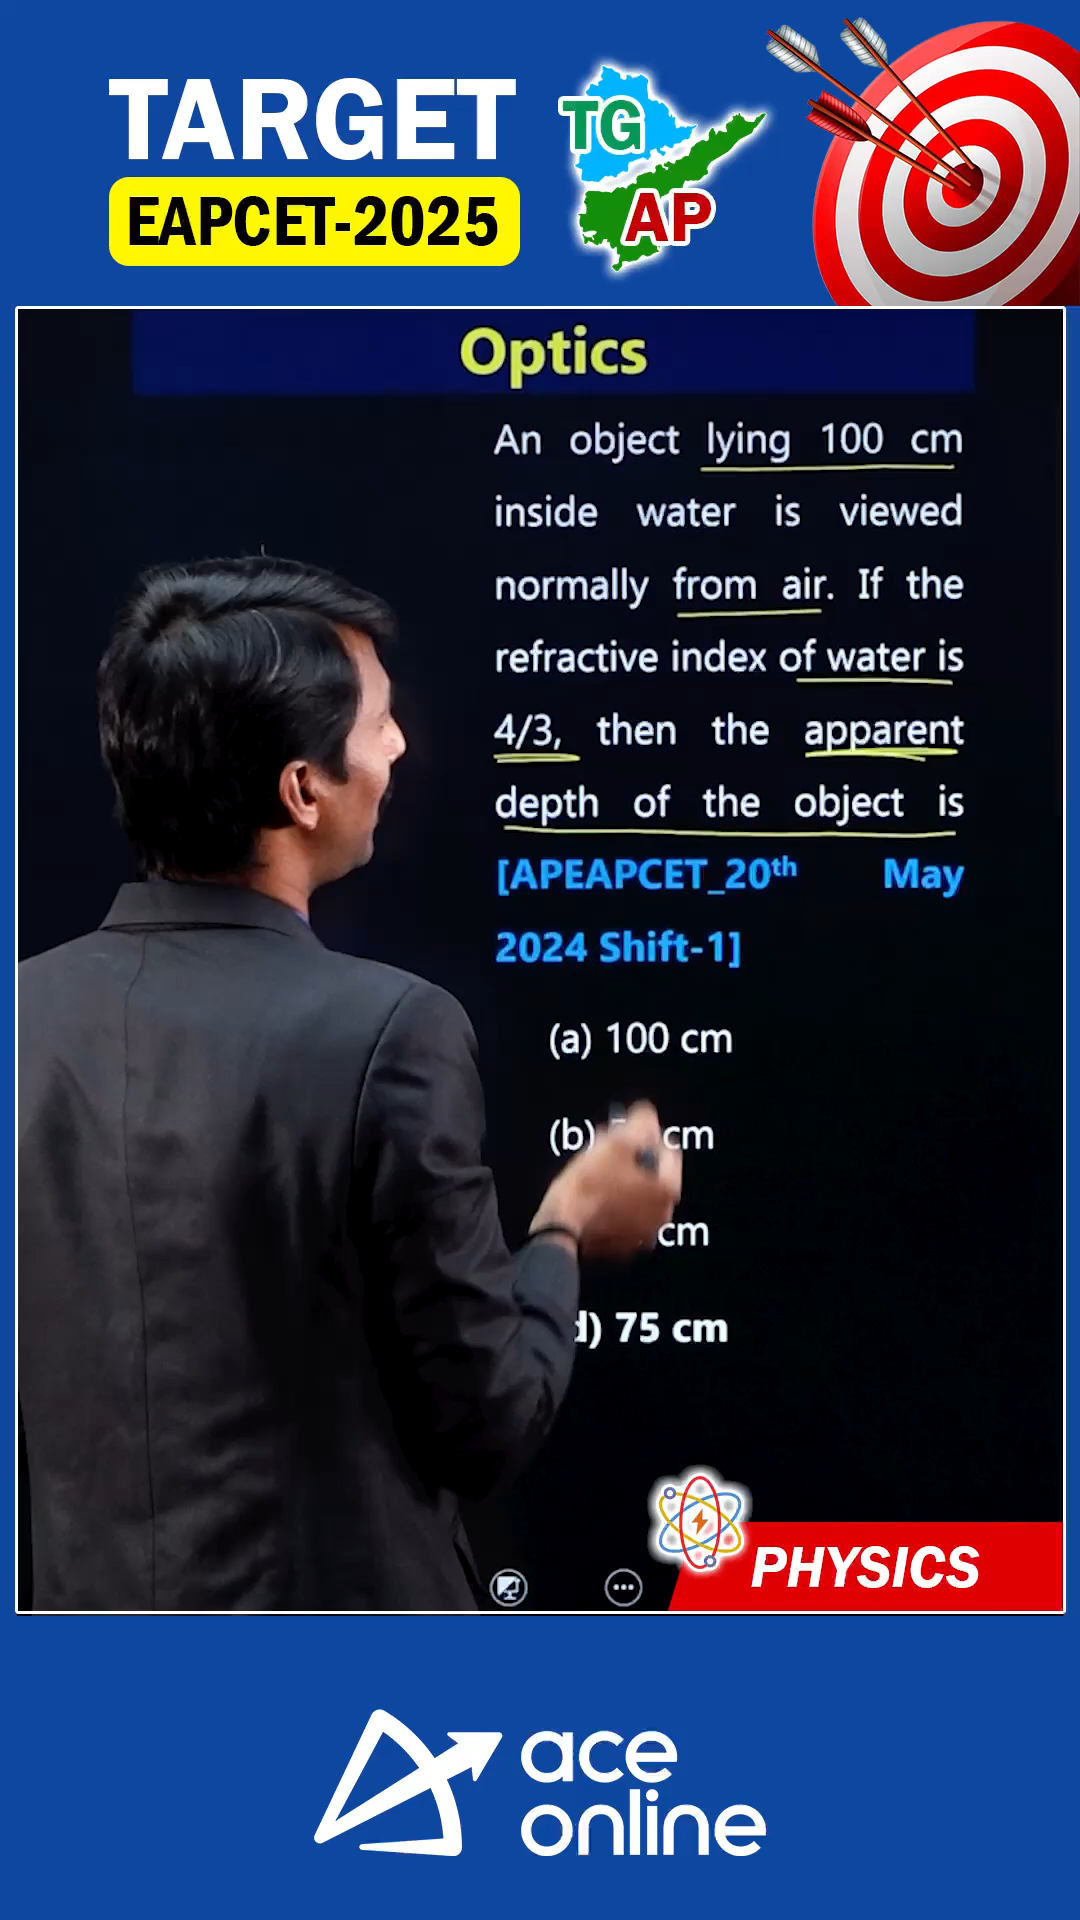 TARGET
EAPCET-2025
TG
AP
Optics
An object lying 100 cm
inside water is viewed
normally from air. If the
refractive index of water is
4/3, then the apparent
depth of the object is
[APEAPCET_20th May
2024 Shift-1]
(a) 100 cm
(b) cm
cm
d) 75 cm
PHYSICS
ace
online